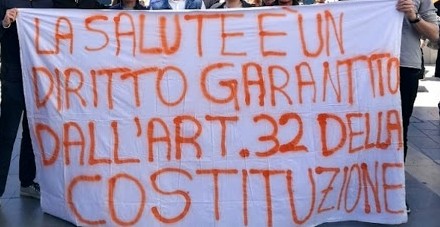 LA SALUTE E' UN
DIRITTO GARANTITO
DALL'ART. 32 DELLA
COSTITUZIONE